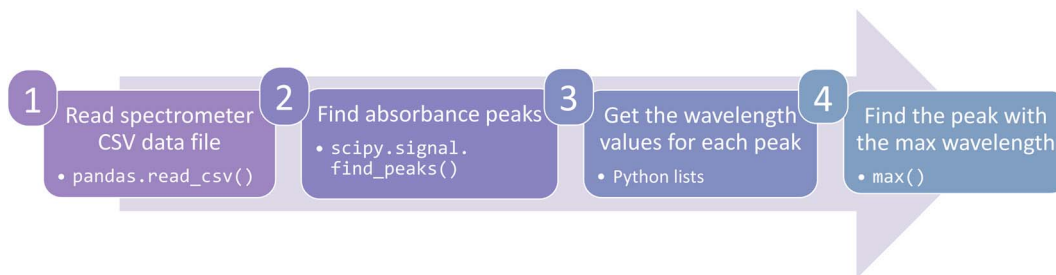 1
Read spectrometer
CSV data file
• pandas.read_csv()
2
Find absorbance peaks
• scipy.signal.
find_peaks()
3
Get the wavelength
values for each peak
• Python lists
4
Find the peak with
the max wavelength
• max()